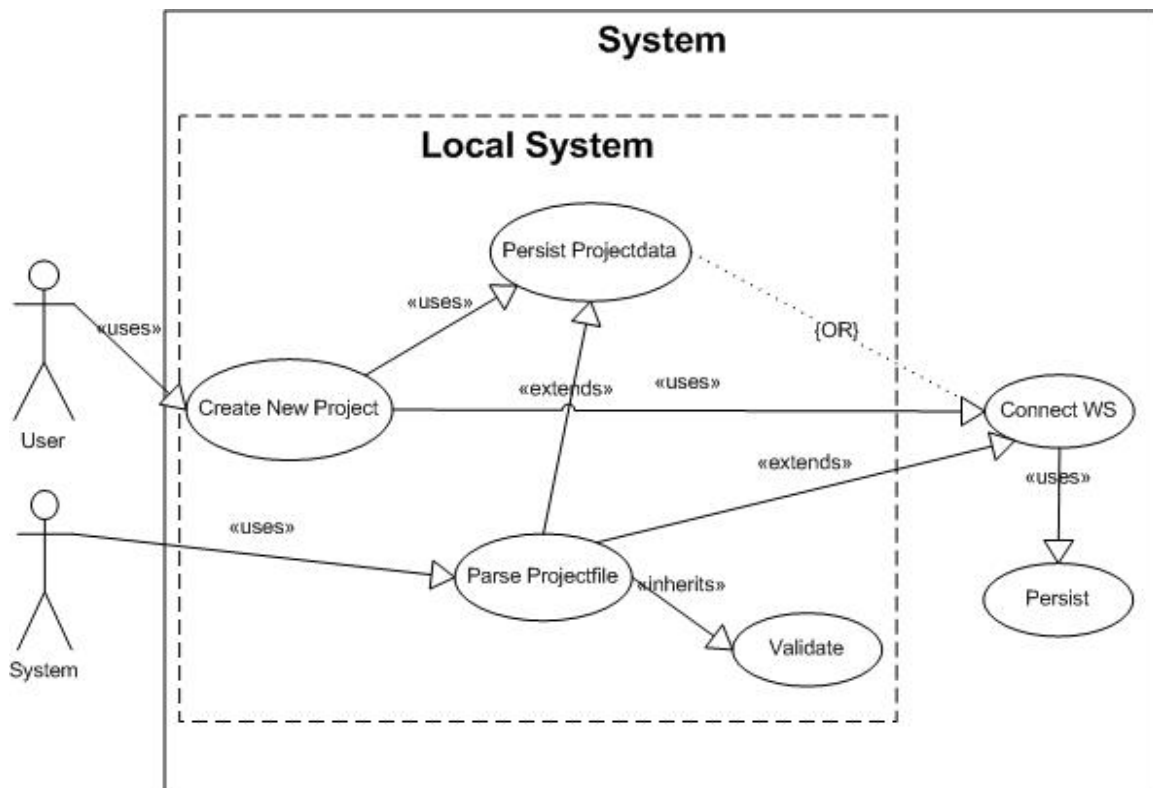 System
Local System
Persist Projectdata
«uses»
«uses»
{OR}
«extends»
«uses»
Create New Project
Connect WS
User
«extends»
«uses»
«uses»
Parse Projectfile
«inherits»
Persist
Validate
System